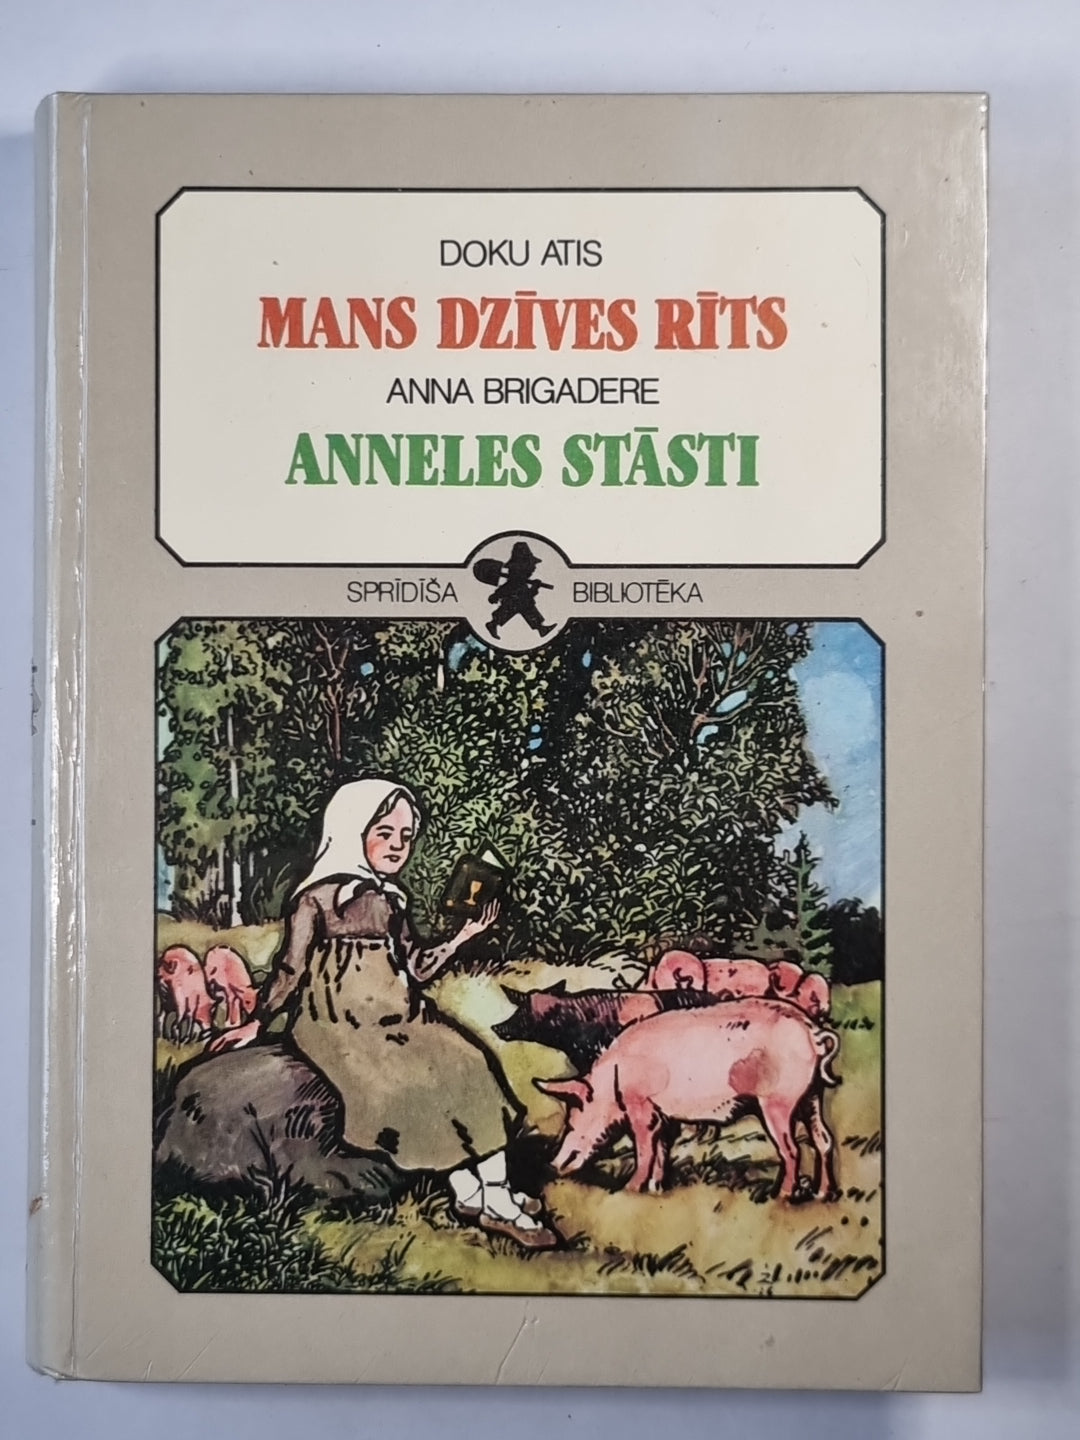 DOKU ATIS
MANS DZĪVES RĪTS
ANNA BRIGADERE
ANNELES STĀSTI
SPRĪDĪŠA BIBLIOTĒKA